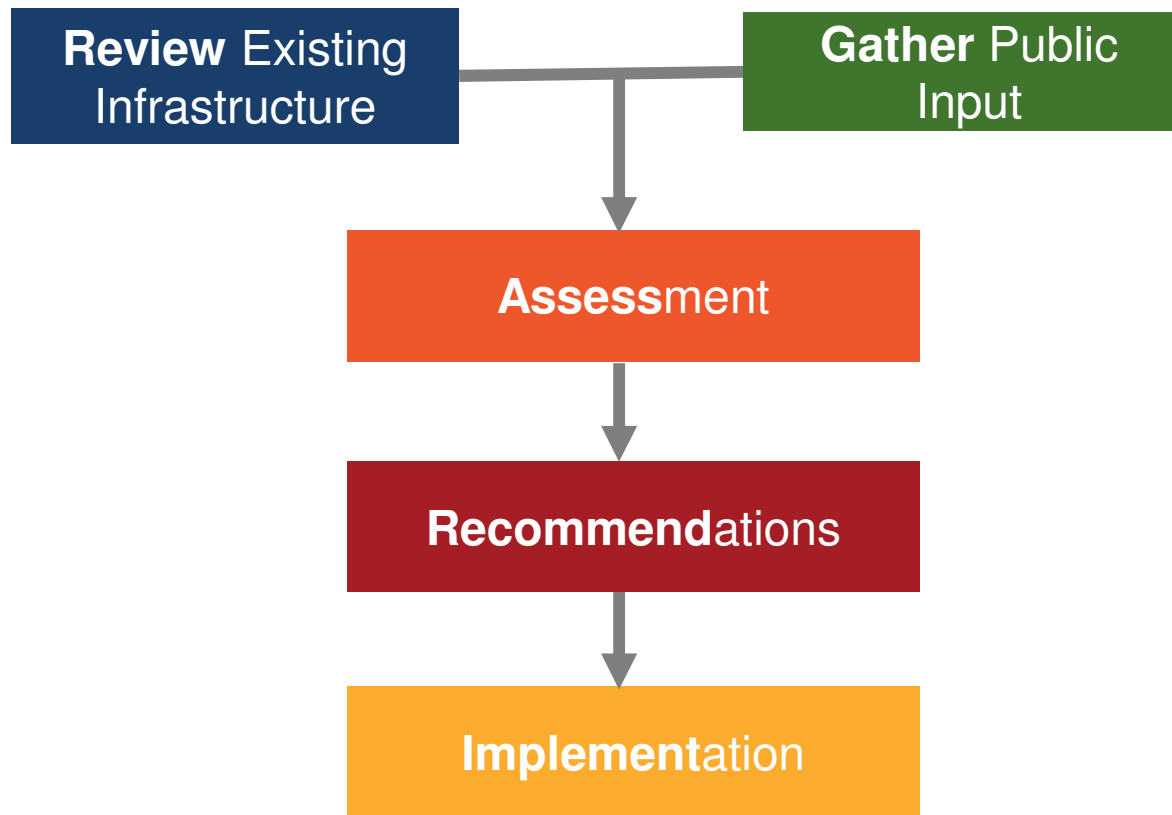 Review Existing
Infrastructure
Gather Public
Input
Assessment
Recommendations
Implementation